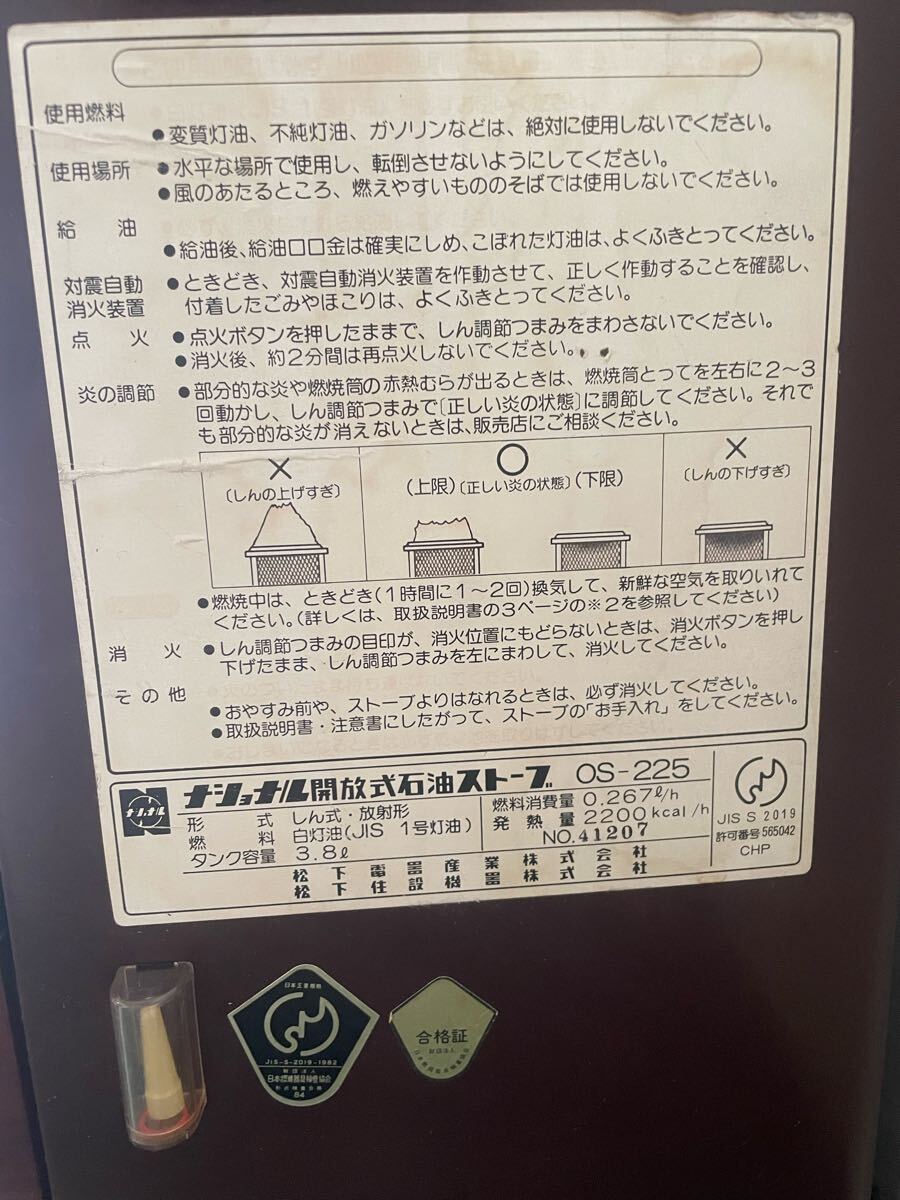 使用燃料
●変質灯油、不純灯油、ガソリンなどは、絶対に使用しないでください。
使用場所
●水平な場所で使用し、転倒させないようにしてください。
●風のあたるところ、燃えやすいもののそばでは使用しないでください。
給油
●給油後、給油口口金は確実にしめ、こぼれた灯油は、よくふきとってください。
対震自動
消火装置
●ときどき、対震自動消火装置を作動させて、正しく作動することを確認し、
付着したごみやほこりは、よくふきとってください。
点火
●点火ボタンを押したままで、しん調節つまみをまわさないでください。
●消火後、約2分間は再点火しないでください。
炎の調節
●部分的な炎や燃焼筒の赤熱むらが出るときは、燃焼筒とってを左右に2〜3
回動かし、しん調節つまみで〔正しい炎の状態〕に調節してください。それで
も部分的な炎が消えないときは、販売店にご相談ください。
×
〔しんの上げすぎ〕
○
(上限)〔正しい炎の状態〕(下限)
×
〔しんの下げすぎ〕
●燃焼中は、ときどき(1時間に1〜2回)換気して、新鮮な空気を取りいれて
ください。(詳しくは、取扱説明書の3ページの※2を参照してください)
消火
●しん調節つまみの目印が、消火位置にもどらないときは、消火ボタンを押し
下げたまま、しん調節つまみを左にまわして、消火してください。
その他
●おやすみ前や、ストーブよりはなれるときは、必ず消火してください。
●取扱説明書・注意書にしたがって、ストーブの「お手入れ」をしてください。
ナショナル
ナショナル開放式石油ストーブ OS-225
形式 しん式・放射形
燃料 白灯油(JIS 1号灯油)
タンク容量 3.8ℓ
燃料消費量 0.267ℓ/h
発熱量 2200kcal/h
NO.41207
松下電器産業株式会社
松下住設機器株式会社
JIS S 2019
許可番号 565042
CHP
日本工業規格
JIS-S-2019-1982
財団法人
日本燃焼器具検査協会
84
合格証
財団法人